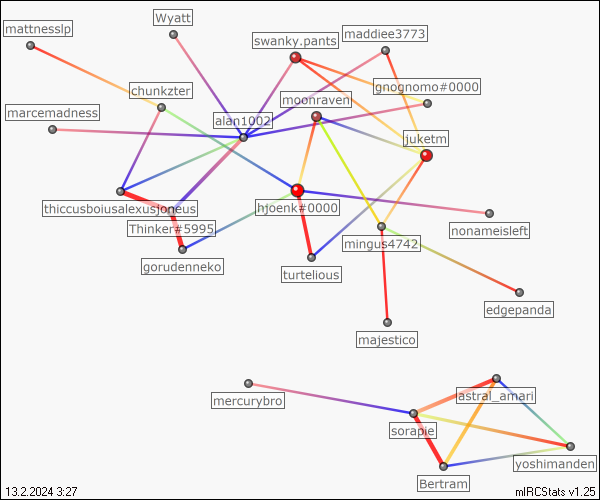 Wyatt
mattnesslp
maddiee3773
swanky.pants
gnognomo#0000
chunkzter
moonraven
marcemadness
alan1002
juketm
thiccusboiusalexusjoneus
hjoenk#0000
Thinker#5995
nonameisleft
mingus4742
gorudenneko
turtelious
edgepanda
majestico
mercurybro
astral_amari
sorapie
yoshimanden
Bertram
13.2.2024 3:27
mIRCStats v1.25